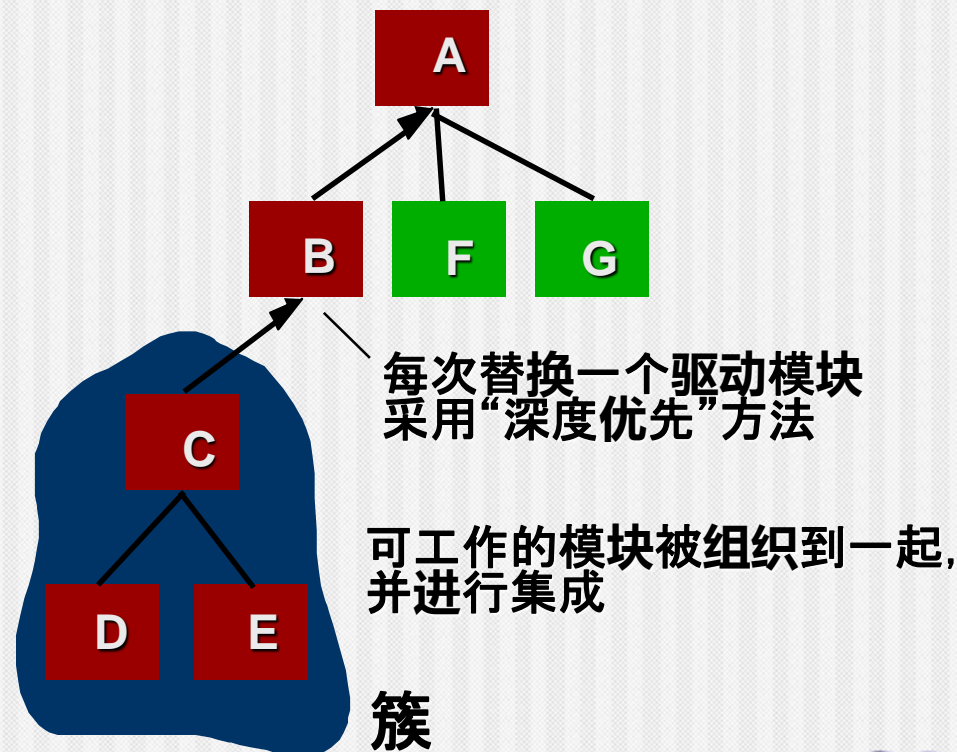 A
B
F
G
每次替换一个驱动模块
采用“深度优先”方法
C
可工作的模块被组织到一起,
并进行集成
D
E
簇